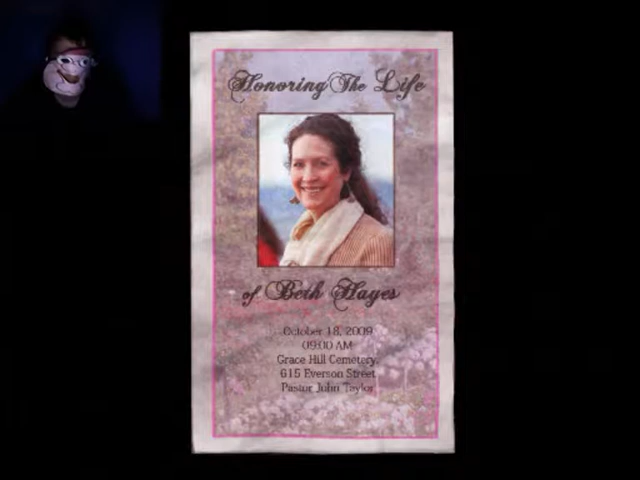 Honoring The Life
of Beth Hayes
October 18, 2009
09:00 AM
Grace Hill Cemetery,
615 Everson Street
Pastor John Taylor